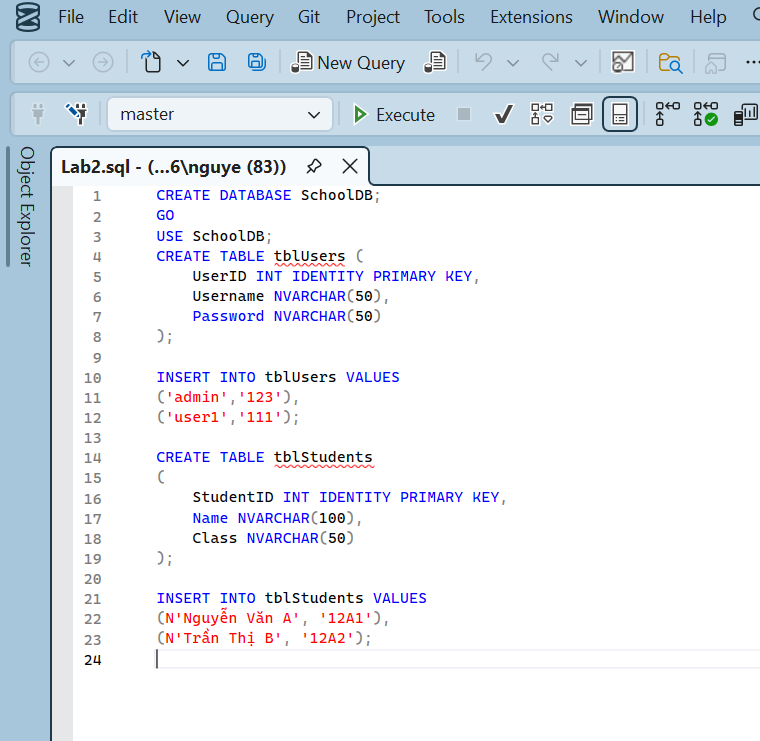 File Edit View Query Git Project Tools Extensions Window Help
New Query
master Execute
Object Explorer
Lab2.sql - (...6\nguye (83))
1 CREATE DATABASE SchoolDB;
2 GO
3 USE SchoolDB;
4 CREATE TABLE tblUsers (
5 UserID INT IDENTITY PRIMARY KEY,
6 Username NVARCHAR(50),
7 Password NVARCHAR(50)
8 );
9
10 INSERT INTO tblUsers VALUES
11 ('admin','123'),
12 ('user1','111');
13
14 CREATE TABLE tblStudents
15 (
16 StudentID INT IDENTITY PRIMARY KEY,
17 Name NVARCHAR(100),
18 Class NVARCHAR(50)
19 );
20
21 INSERT INTO tblStudents VALUES
22 (N'Nguyễn Văn A', '12A1'),
23 (N'Trần Thị B', '12A2');
24